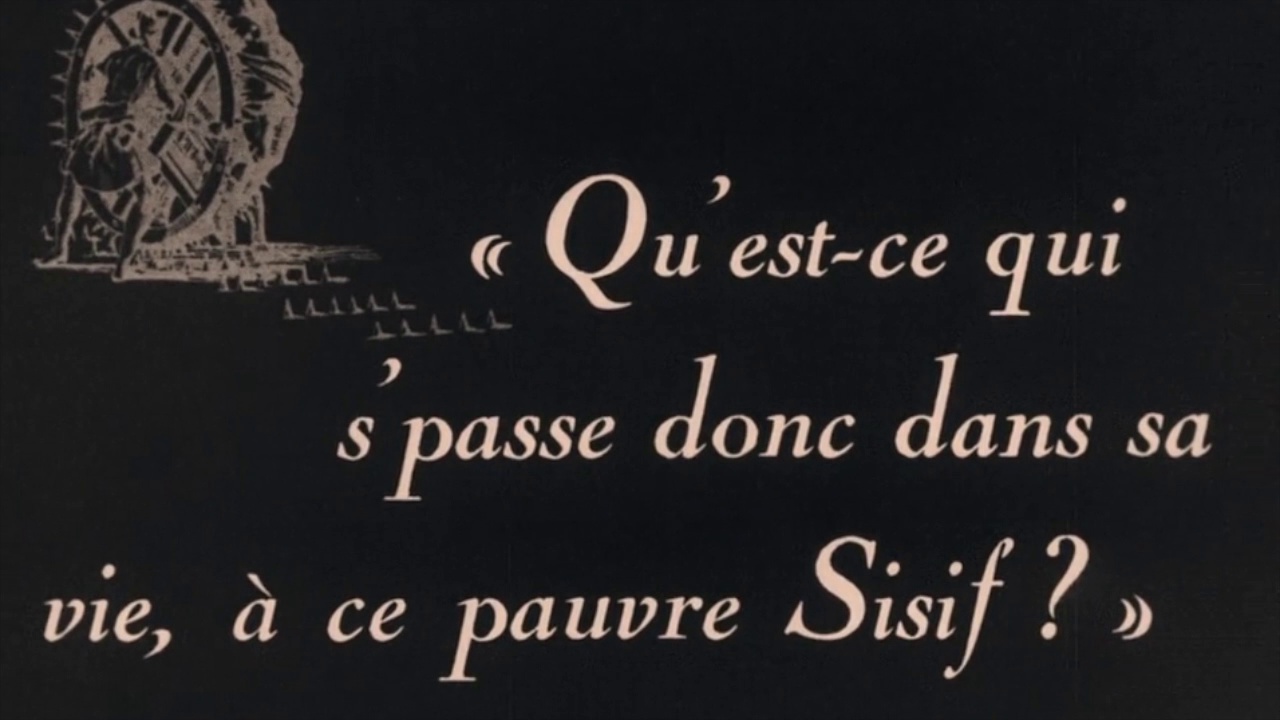 « Qu'est-ce qui
s'passe donc dans sa
vie, à ce pauvre Sisif ? »